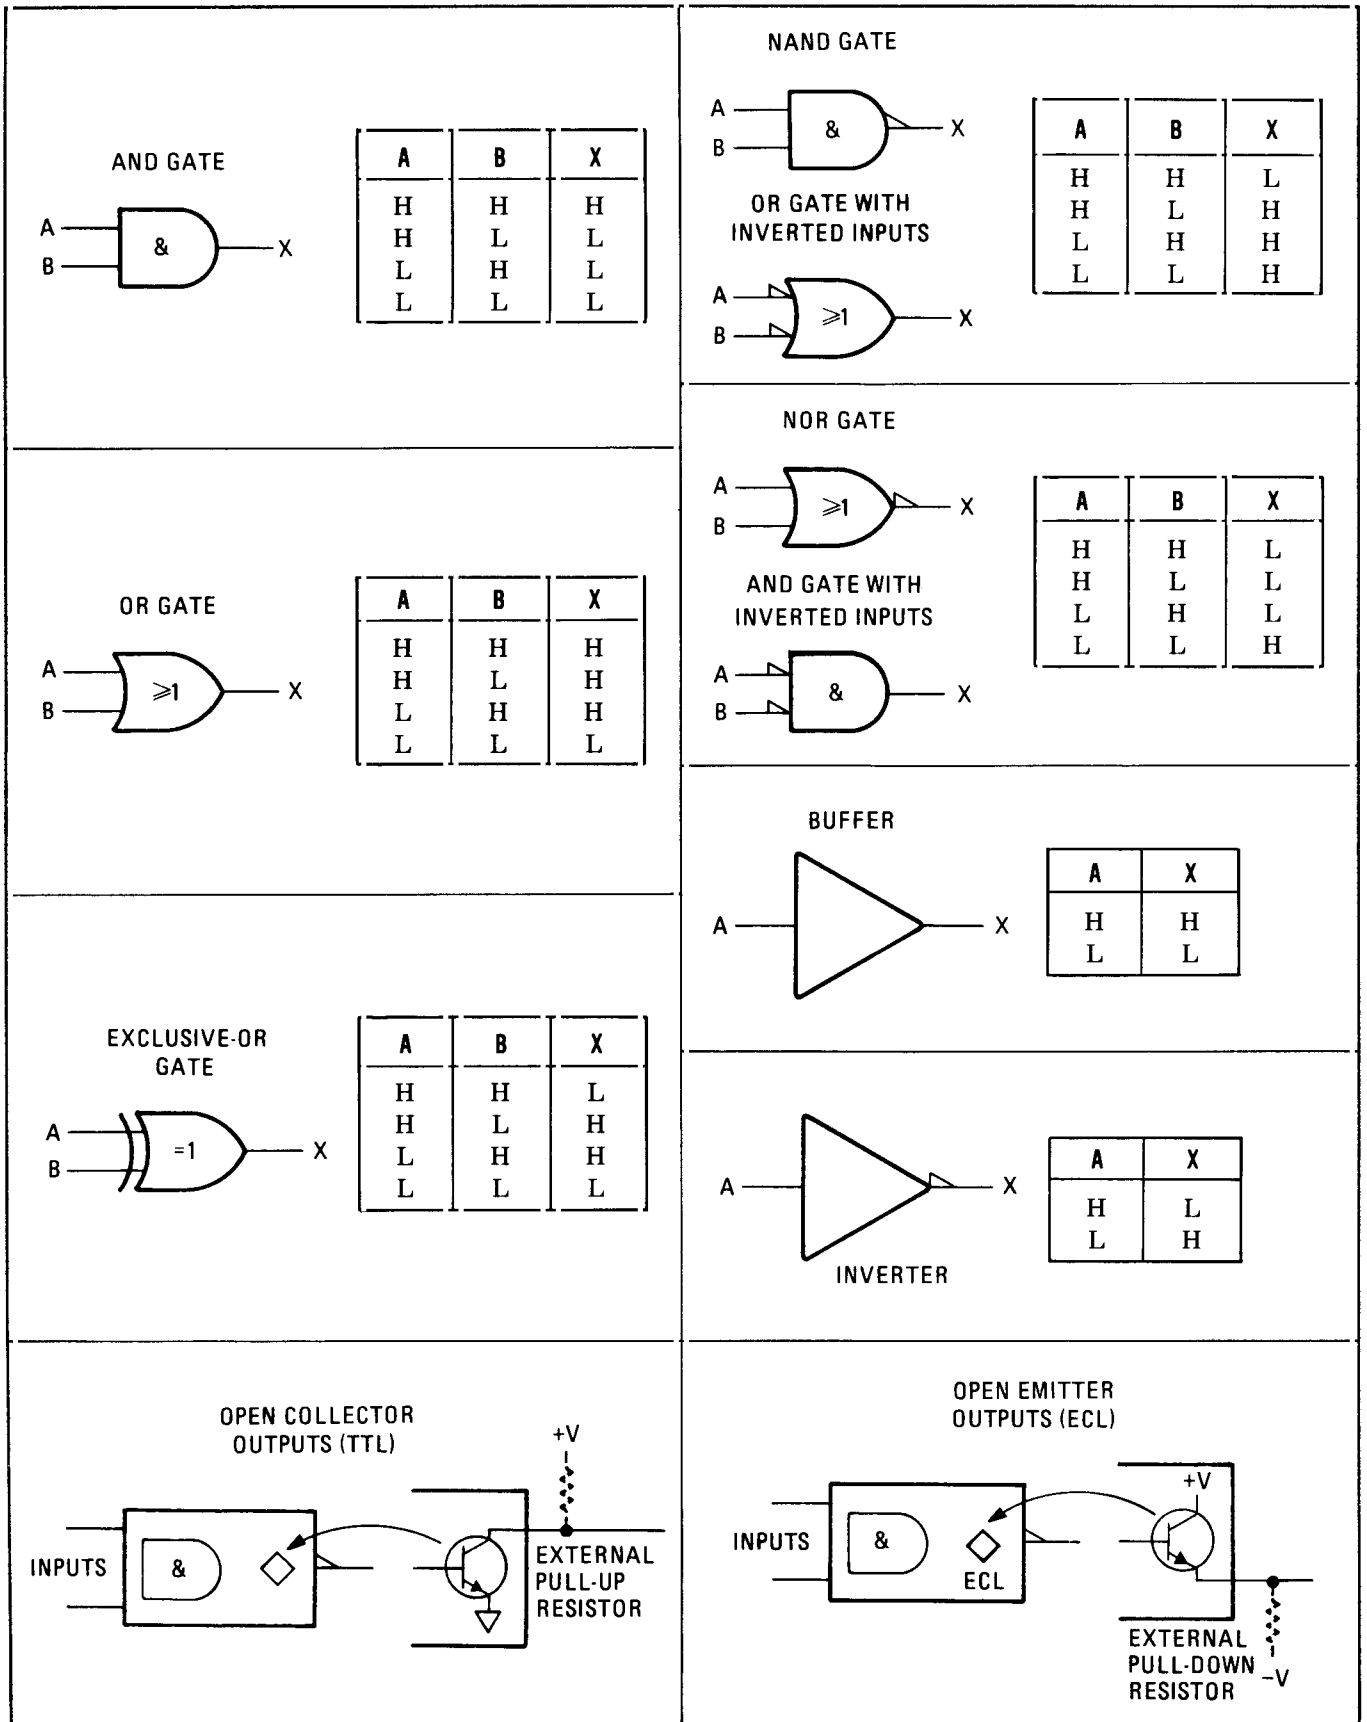 AND GATE
A
B
&
X
A B X
H H H
H L L
L H L
L L L
OR GATE
A
B
⩾1
X
A B X
H H H
H L H
L H H
L L L
EXCLUSIVE-OR
GATE
A
B
=1
X
A B X
H H L
H L H
L H H
L L L
OPEN COLLECTOR
OUTPUTS (TTL)
+V
INPUTS
&
EXTERNAL
PULL-UP
RESISTOR
NAND GATE
A
B
&
X
OR GATE WITH
INVERTED INPUTS
A
B
⩾1
X
A B X
H H L
H L H
L H H
L L H
NOR GATE
A
B
⩾1
X
AND GATE WITH
INVERTED INPUTS
A
B
&
X
A B X
H H L
H L L
L H L
L L H
BUFFER
A
X
A X
H H
L L
A
X
INVERTER
A X
H L
L H
OPEN EMITTER
OUTPUTS (ECL)
+V
INPUTS
&
ECL
EXTERNAL
PULL-DOWN
RESISTOR
–V